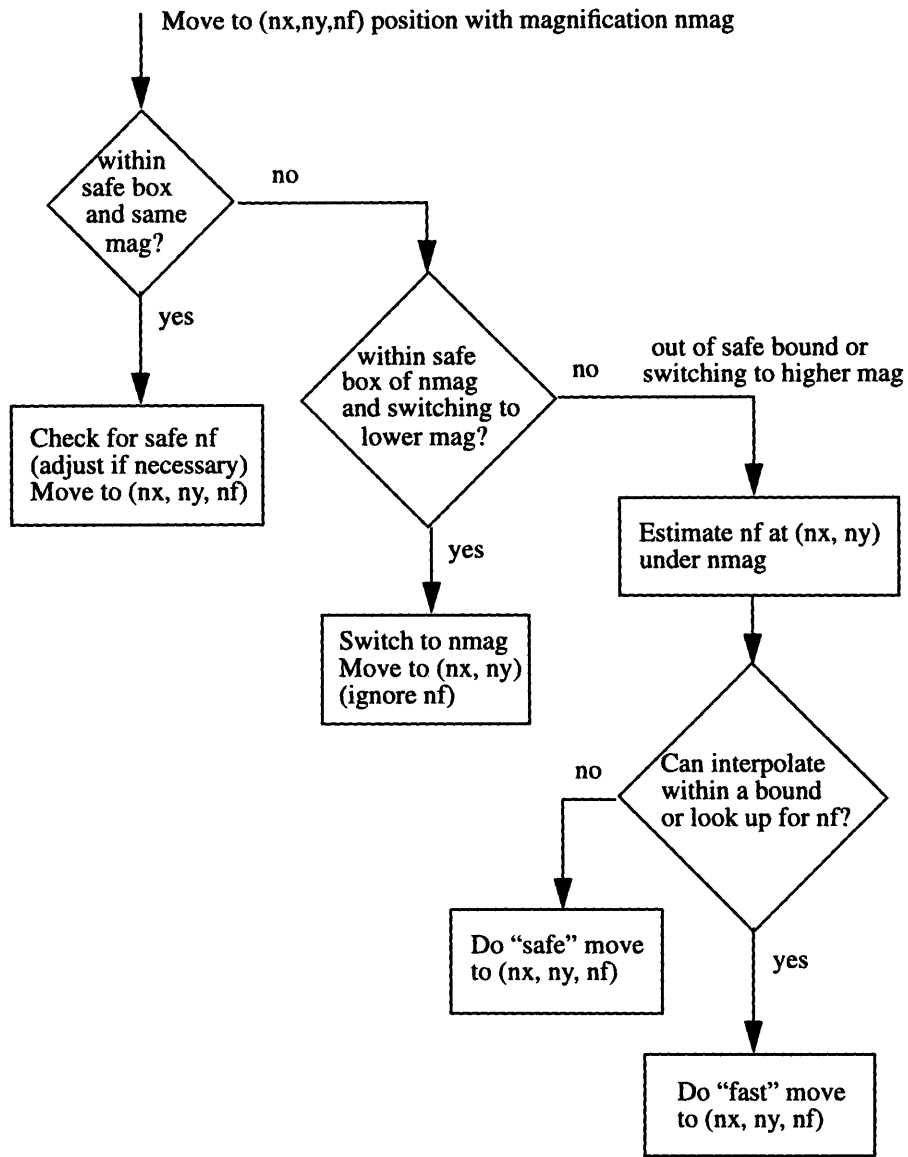 Move to (nx,ny,nf) position with magnification nmag
within
safe box
and same
mag?
no
yes
Check for safe nf
(adjust if necessary)
Move to (nx, ny, nf)
within safe
box of nmag
and switching to
lower mag?
no
out of safe bound or
switching to higher mag
yes
Switch to nmag
Move to (nx, ny)
(ignore nf)
Estimate nf at (nx, ny)
under nmag
Can interpolate
within a bound
or look up for nf?
no
Do “safe” move
to (nx, ny, nf)
yes
Do “fast” move
to (nx, ny, nf)